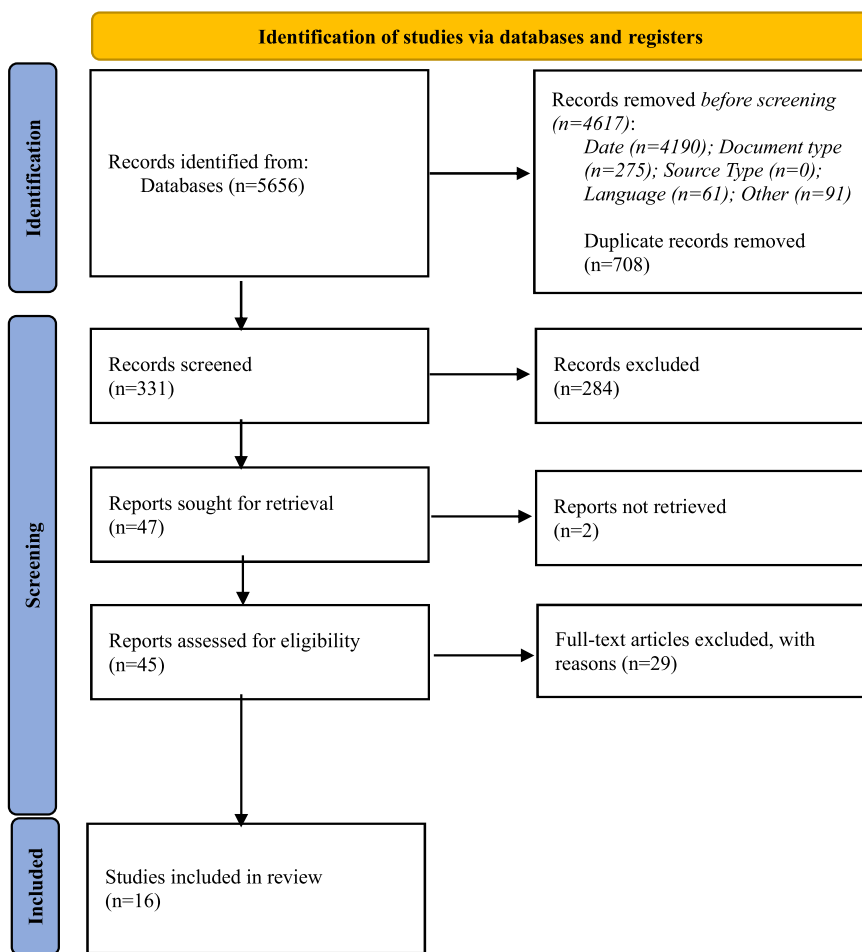 Identification of studies via databases and registers
Identification
Records identified from:
Databases (n=5656)
Records removed before screening
(n=4617):
Date (n=4190); Document type
(n=275); Source Type (n=0);
Language (n=61); Other (n=91)
Duplicate records removed
(n=708)
Screening
Records screened
(n=331)
Records excluded
(n=284)
Reports sought for retrieval
(n=47)
Reports not retrieved
(n=2)
Reports assessed for eligibility
(n=45)
Full-text articles excluded, with
reasons (n=29)
Included
Studies included in review
(n=16)